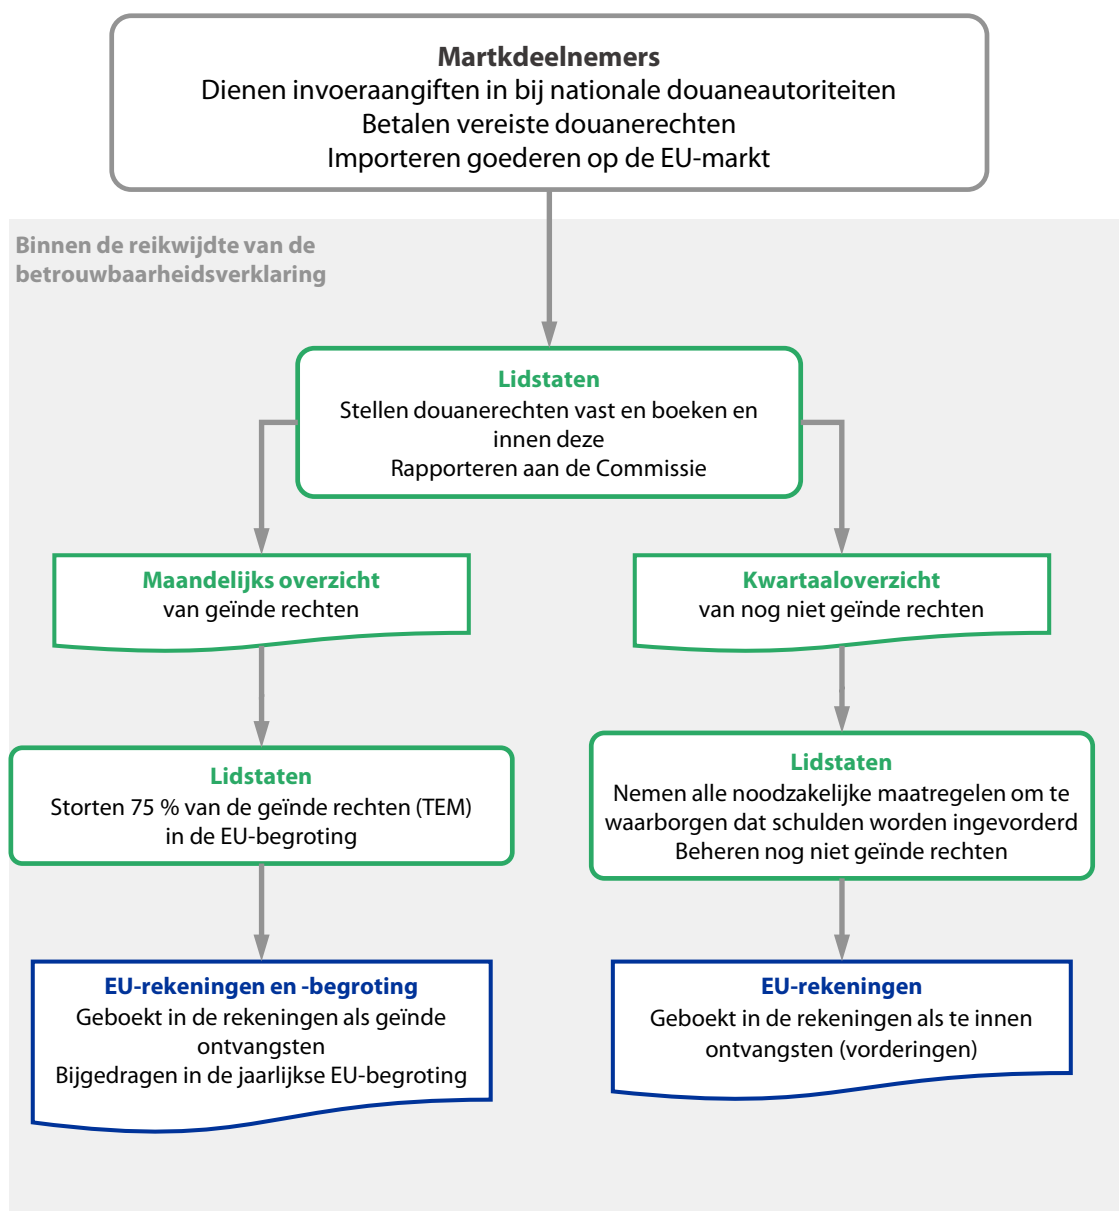 Martkdeelnemers
Dienen invoeraangiften in bij nationale douaneautoriteiten
Betalen vereiste douanerechten
Importeren goederen op de EU-markt
Binnen de reikwijdte van de
betrouwbaarheidsverklaring
Lidstaten
Stellen douanerechten vast en boeken en
innen deze
Rapporteren aan de Commissie
Maandelijks overzicht
van geïnde rechten
Kwartaaloverzicht
van nog niet geïnde rechten
Lidstaten
Storten 75 % van de geïnde rechten (TEM)
in de EU-begroting
Lidstaten
Nemen alle noodzakelijke maatregelen om te
waarborgen dat schulden worden ingevorderd
Beheren nog niet geïnde rechten
EU-rekeningen en -begroting
Geboekt in de rekeningen als geïnde
ontvangsten
Bijgedragen in de jaarlijkse EU-begroting
EU-rekeningen
Geboekt in de rekeningen als te innen
ontvangsten (vorderingen)